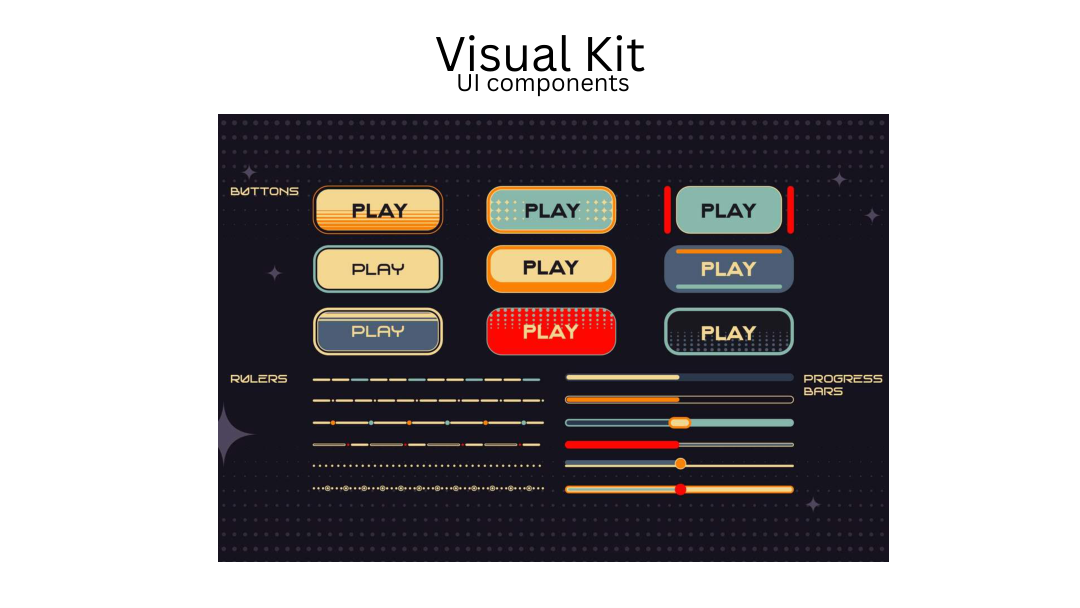 Visual Kit
UI components
BUTTONS
PLAY PLAY PLAY
PLAY PLAY PLAY
PLAY PLAY PLAY
RULERS
PROGRESS
BARS